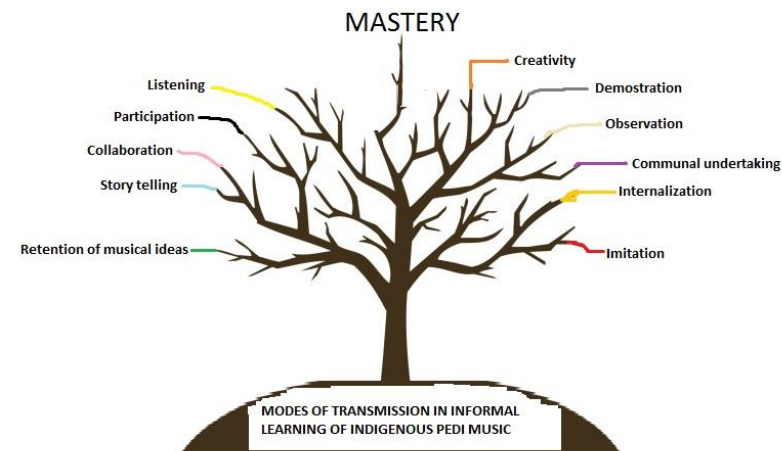 MASTERY
Creativity
Listening
Demostration
Participation
Observation
Collaboration
Communal undertaking
Story telling
Internalization
Retention of musical ideas
Imitation
MODES OF TRANSMISSION IN INFORMAL
LEARNING OF INDIGENOUS PEDI MUSIC